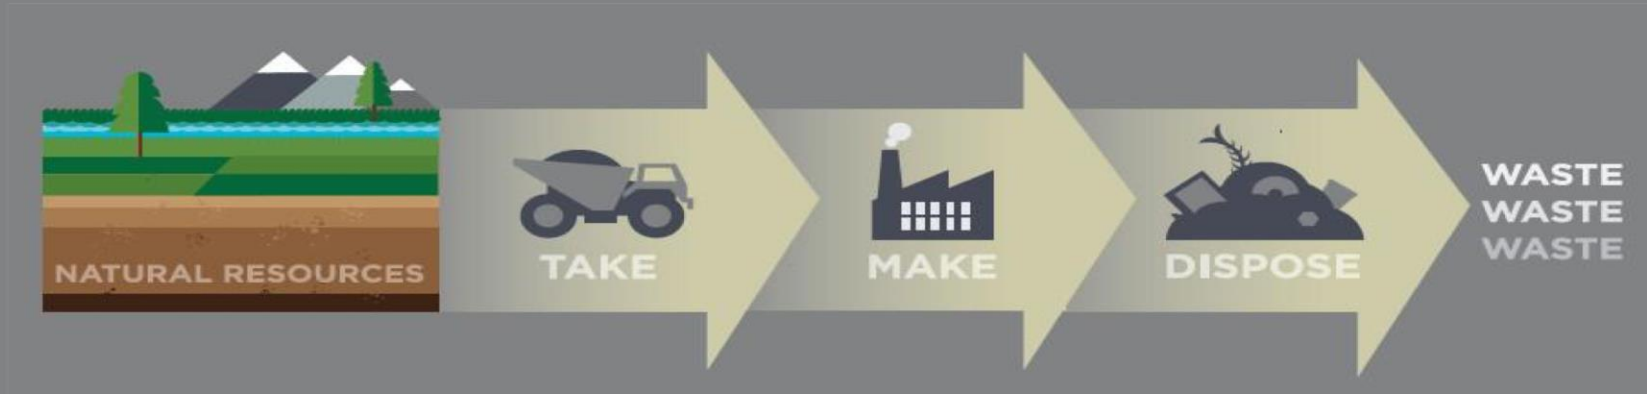 NATURAL RESOURCES
TAKE
MAKE
DISPOSE
WASTE
WASTE
WASTE